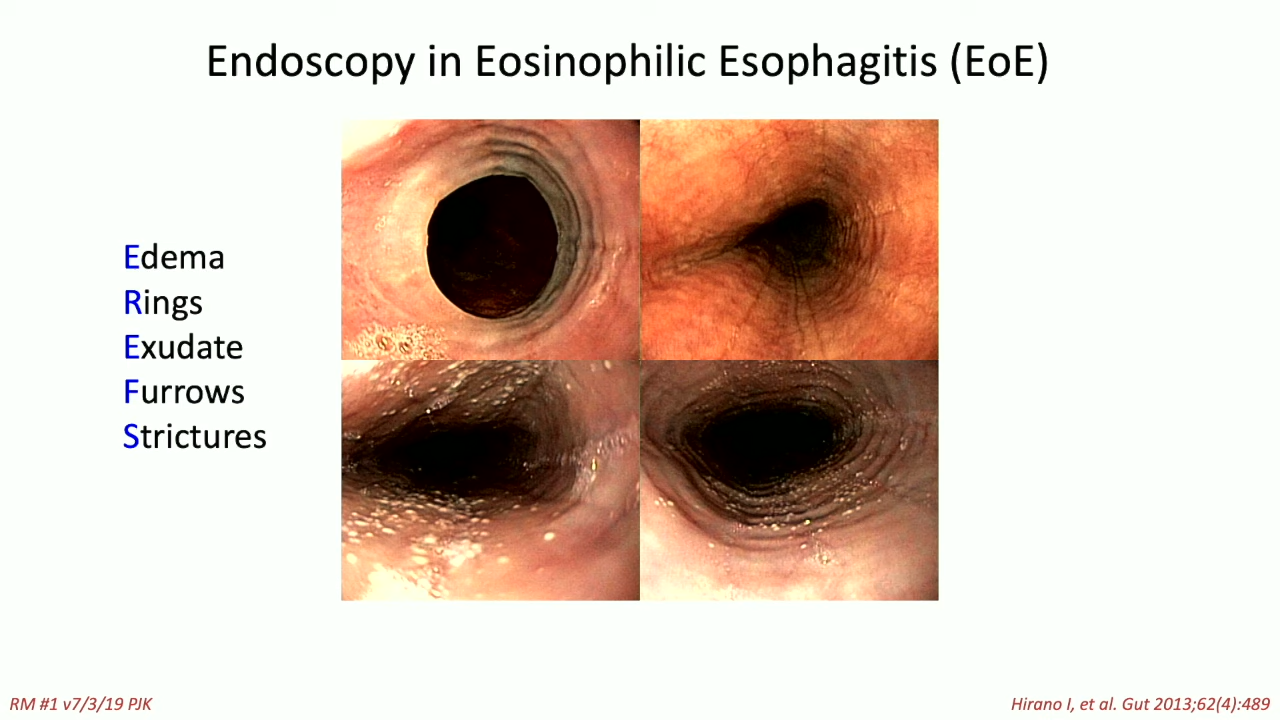 Endoscopy in Eosinophilic Esophagitis (EoE)
Edema
Rings
Exudate
Furrows
Strictures
RM #1 v7/3/19 PJK
Hirano I, et al. Gut 2013;62(4):489